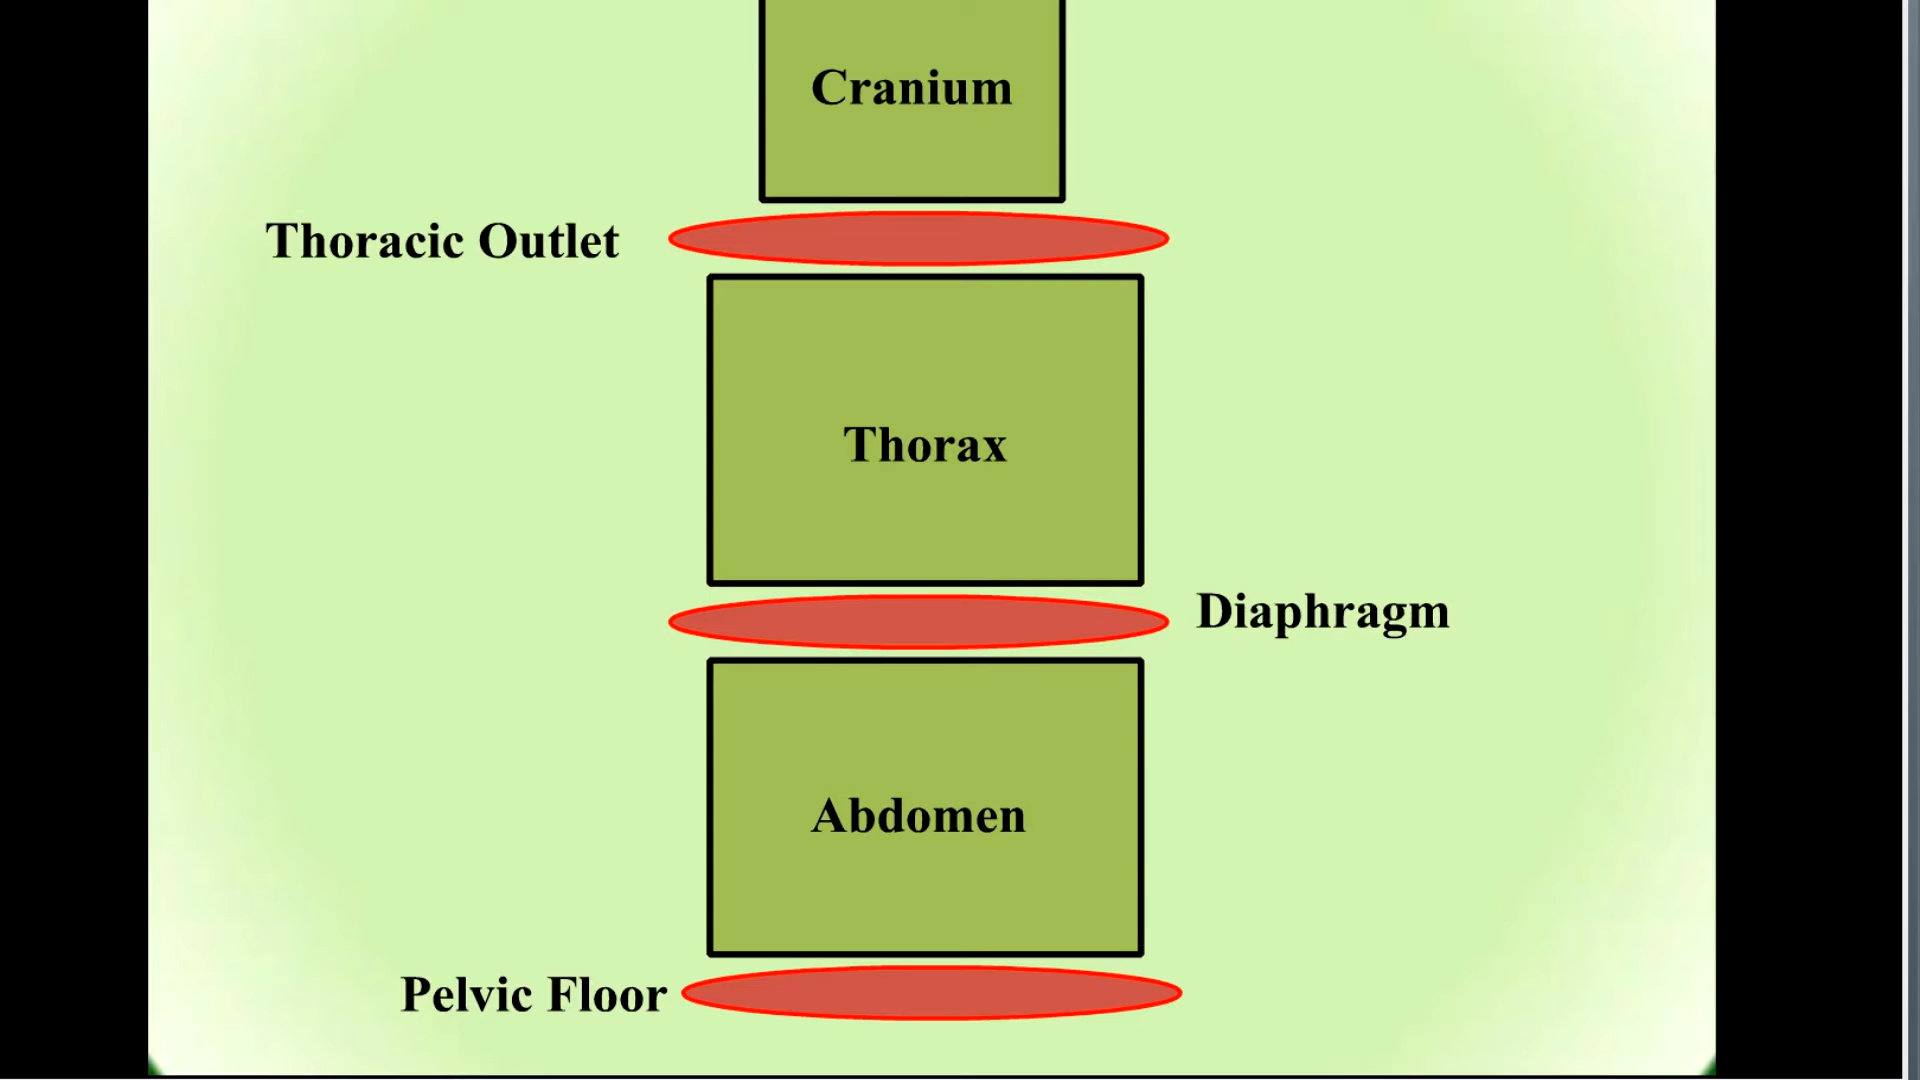 Cranium
Thoracic Outlet
Thorax
Diaphragm
Abdomen
Pelvic Floor